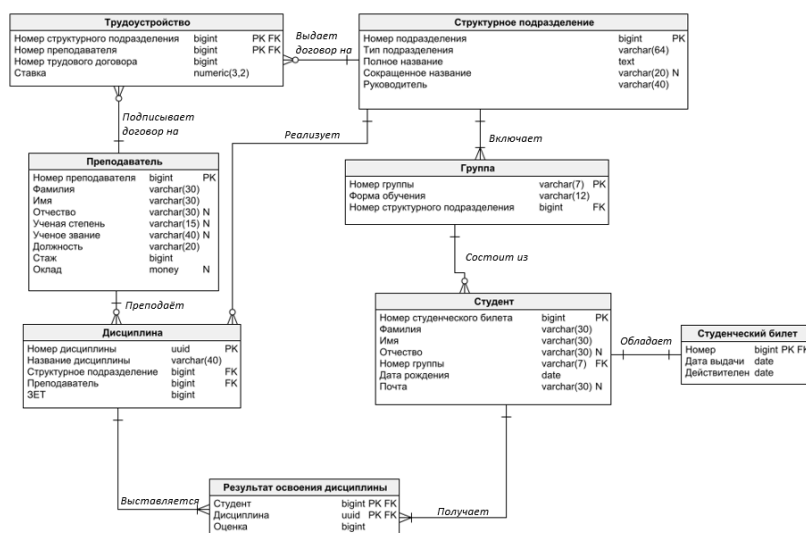 Трудоустройство
Номер структурного подразделения bigint PK FK
Номер преподавателя bigint PK FK
Номер трудового договора bigint
Ставка numeric(3,2)
Выдает
договор на
Структурное подразделение
Номер подразделения bigint PK
Тип подразделения varchar(64)
Полное название text
Сокращенное название varchar(20) N
Руководитель varchar(40)
Подписывает
договор на
Реализует
Включает
Преподаватель
Номер преподавателя bigint PK
Фамилия varchar(30)
Имя varchar(30)
Отчество varchar(30) N
Ученая степень varchar(15) N
Ученое звание varchar(40) N
Должность varchar(20)
Стаж bigint
Оклад money N
Группа
Номер группы varchar(7) PK
Форма обучения varchar(12)
Номер структурного подразделения bigint FK
Состоит из
Преподаёт
Дисциплина
Номер дисциплины uuid PK
Название дисциплины varchar(40)
Структурное подразделение bigint FK
Преподаватель bigint FK
ЗЕТ bigint
Студент
Номер студенческого билета bigint PK
Фамилия varchar(30)
Имя varchar(30)
Отчество varchar(30) N
Номер группы varchar(7) FK
Дата рождения date
Почта varchar(30) N
Обладает
Студенческий билет
Номер bigint PK FK
Дата выдачи date
Действителен date
Выставляется
Результат освоения дисциплины
Студент bigint PK FK
Дисциплина uuid PK FK
Оценка bigint
Получает